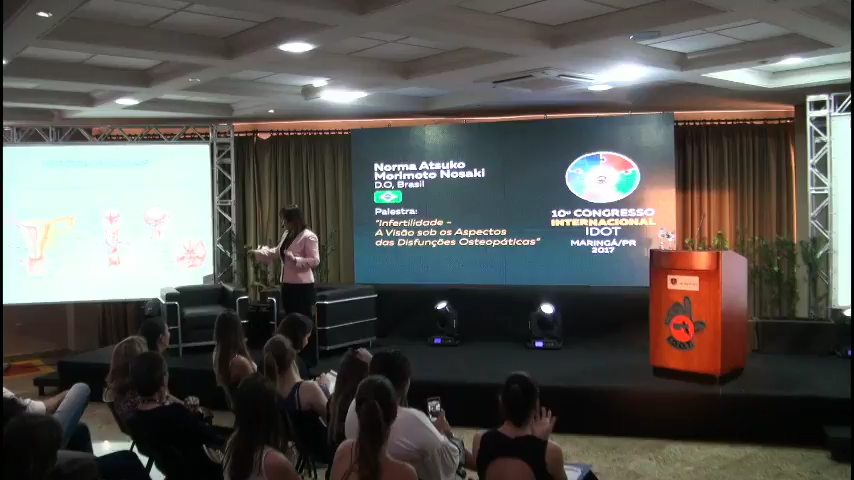 Norma Atsuko
Morimoto Nosaki
D.O, Brasil
Palestra:
"Infertilidade -
A Visão sob os Aspectos
das Disfunções Osteopáticas"
10º CONGRESSO
INTERNACIONAL
IDOT
MARINGÁ/PR
2017